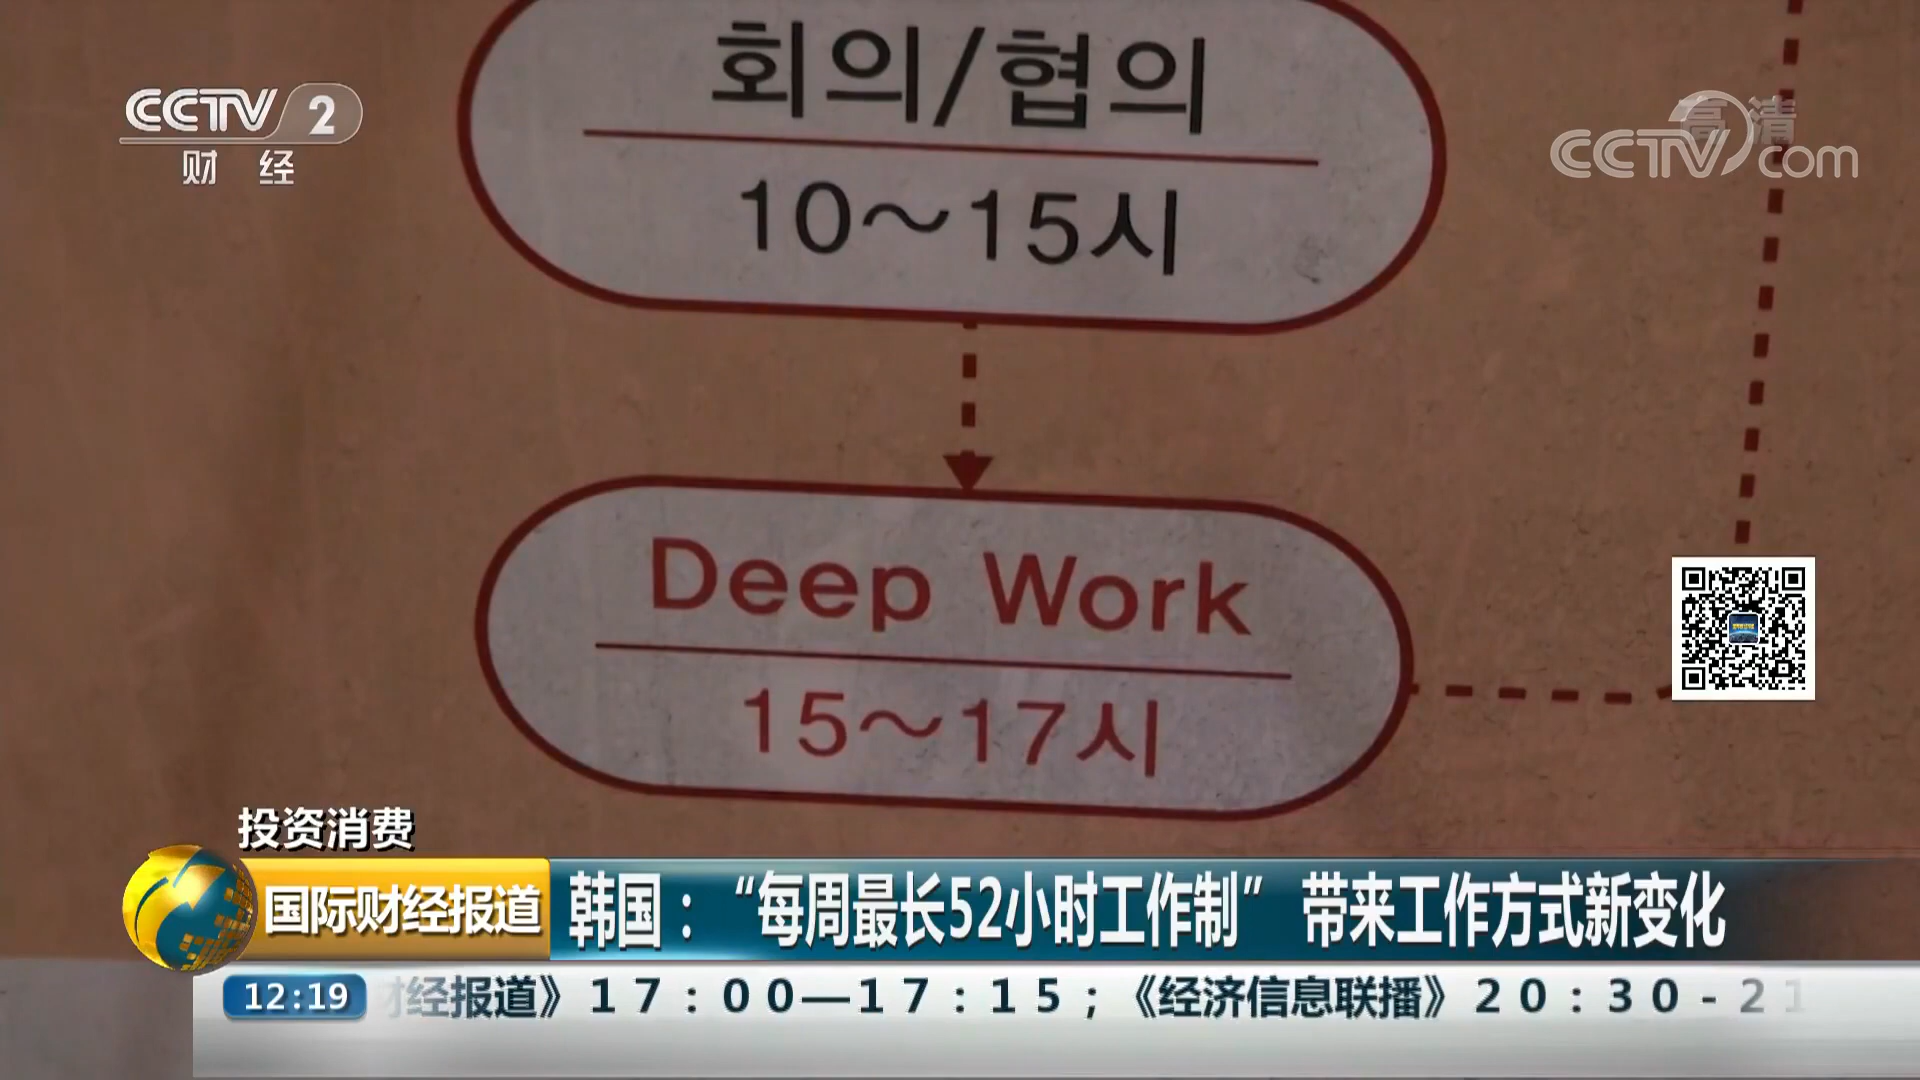 회의/협의
CCTV 2
财 经
高清
CCTV com
10～15시
Deep Work
15～17시
投资消费
国际财经报道
韩国：“每周最长52小时工作制” 带来工作方式新变化
12:19
财经报道》17:00—17:15；《经济信息联播》20:30-21